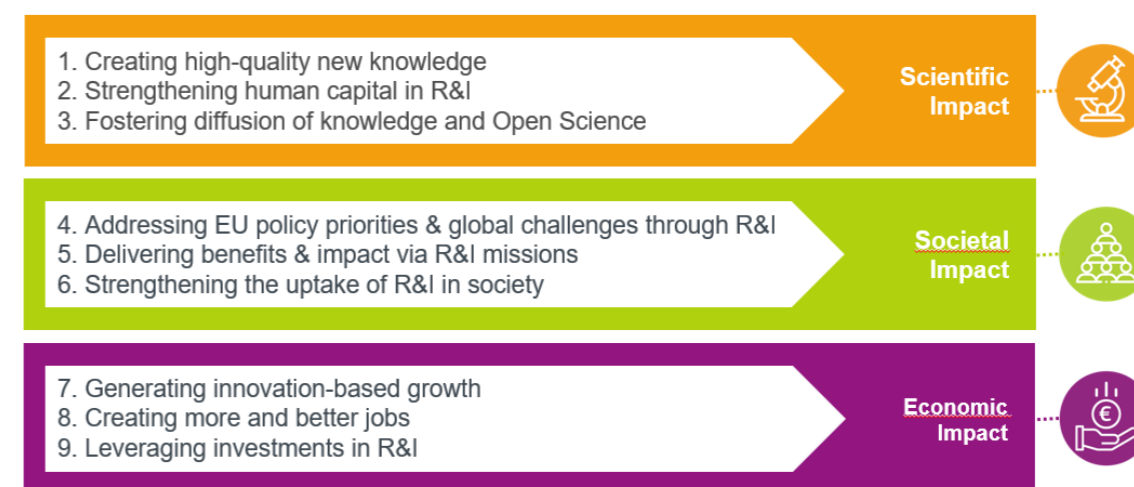 1. Creating high-quality new knowledge
2. Strengthening human capital in R&I
3. Fostering diffusion of knowledge and Open Science
Scientific
Impact
4. Addressing EU policy priorities & global challenges through R&I
5. Delivering benefits & impact via R&I missions
6. Strengthening the uptake of R&I in society
Societal
Impact
7. Generating innovation-based growth
8. Creating more and better jobs
9. Leveraging investments in R&I
Economic
Impact
€